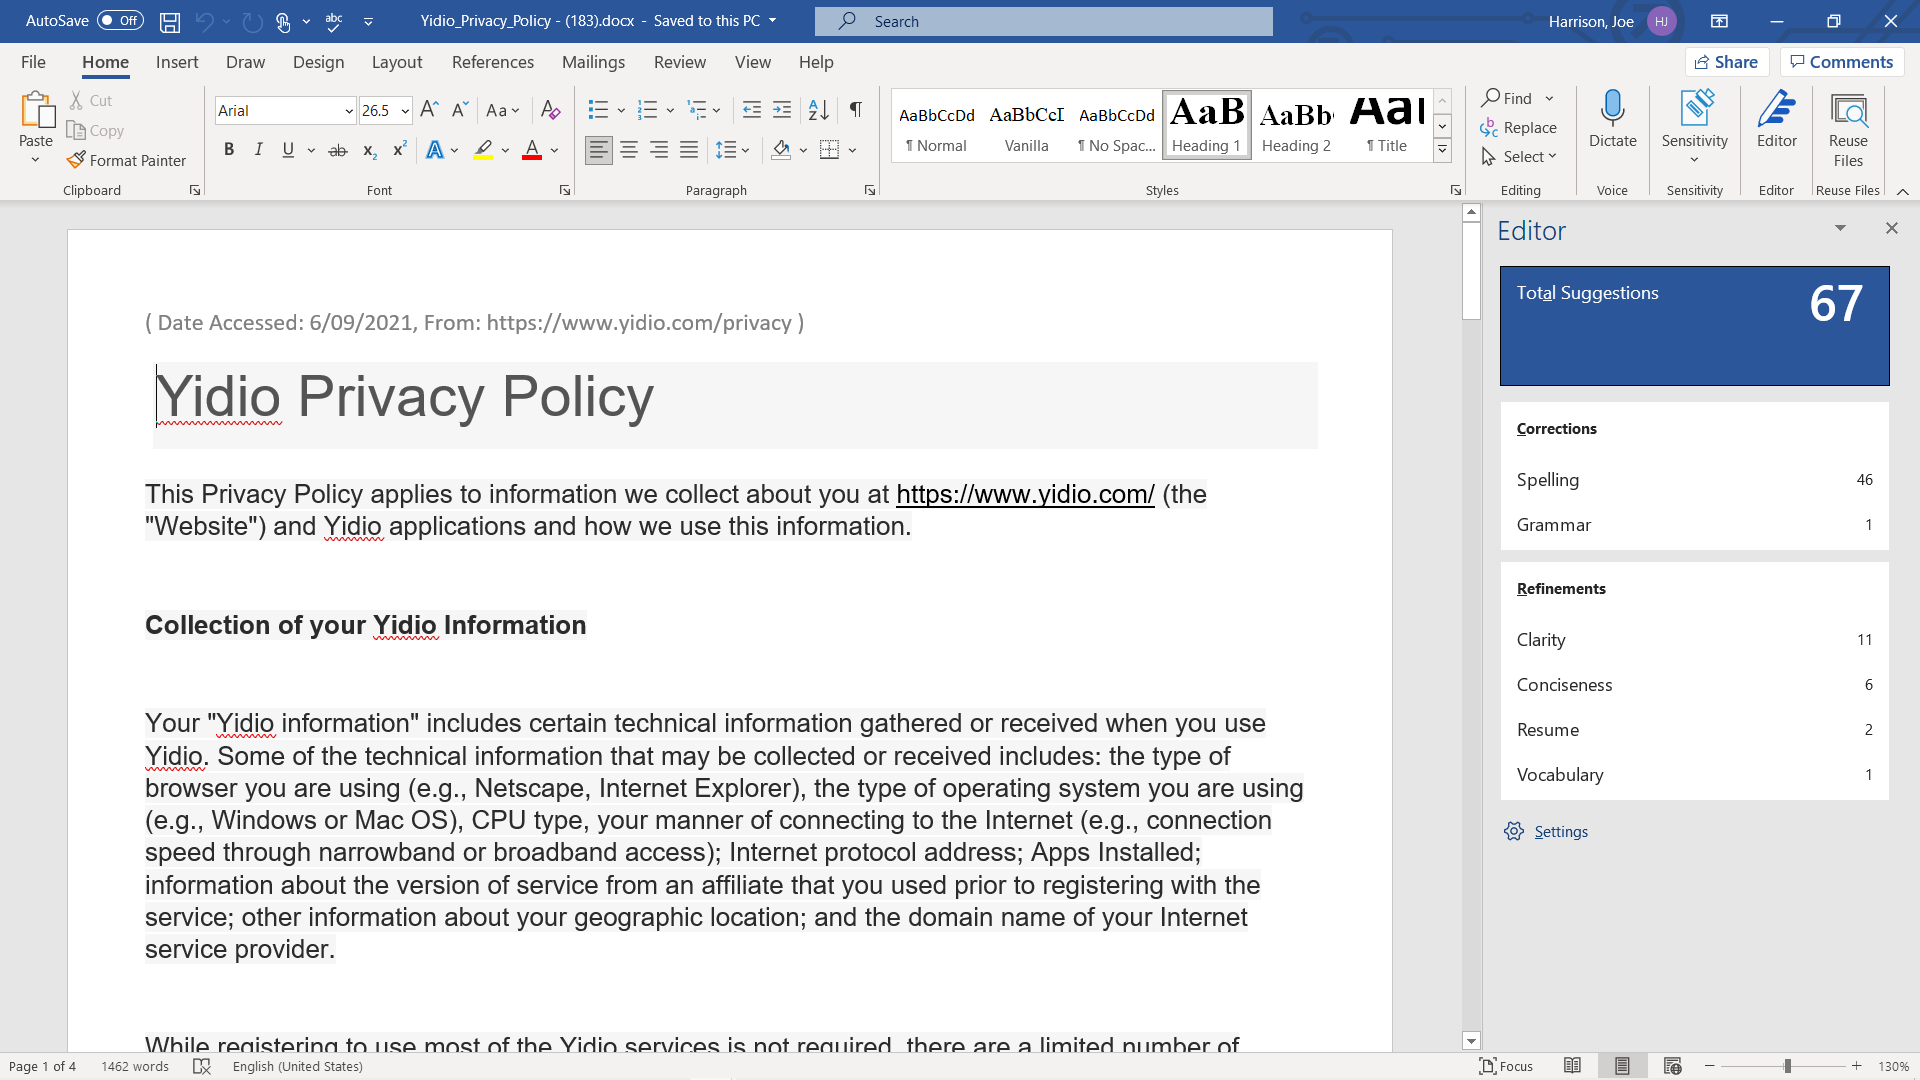 AutoSave Off Yidio_Privacy_Policy - (183).docx - Saved to this PC Search Harrison, Joe HJ
File Home Insert Draw Design Layout References Mailings Review View Help Share Comments
Paste Cut Copy Format Painter
Clipboard
Arial 26.5
Font
Paragraph
AaBbCcDd AaBbCcI AaBbCcDd AaB AaBb
¶ Normal Vanilla ¶ No Spac... Heading 1 Heading 2 ¶ Title
Styles
Find
Replace
Select
Editing
Dictate
Voice
Sensitivity
Sensitivity
Editor
Editor
Reuse
Files
Reuse Files
( Date Accessed: 6/09/2021, From: https://www.yidio.com/privacy )
Yidio Privacy Policy
This Privacy Policy applies to information we collect about you at https://www.yidio.com/ (the
"Website") and Yidio applications and how we use this information.
Collection of your Yidio Information
Your "Yidio information" includes certain technical information gathered or received when you use
Yidio. Some of the technical information that may be collected or received includes: the type of
browser you are using (e.g., Netscape, Internet Explorer), the type of operating system you are using
(e.g., Windows or Mac OS), CPU type, your manner of connecting to the Internet (e.g., connection
speed through narrowband or broadband access); Internet protocol address; Apps Installed;
information about the version of service from an affiliate that you used prior to registering with the
service; other information about your geographic location; and the domain name of your Internet
service provider.
While registering to use most of the Yidio services is not required, there are a limited number of
Editor
Total Suggestions 67
Corrections
Spelling 46
Grammar 1
Refinements
Clarity 11
Conciseness 6
Resume 2
Vocabulary 1
Settings
Page 1 of 4 1462 words English (United States) Focus 130%